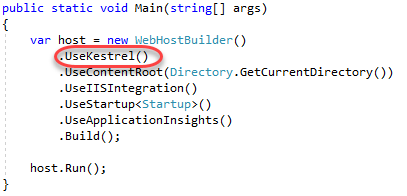 public static void Main(string[] args)
{
    var host = new WebHostBuilder()
        .UseKestrel()
        .UseContentRoot(Directory.GetCurrentDirectory())
        .UseIISIntegration()
        .UseStartup<Startup>()
        .UseApplicationInsights()
        .Build();

    host.Run();
}